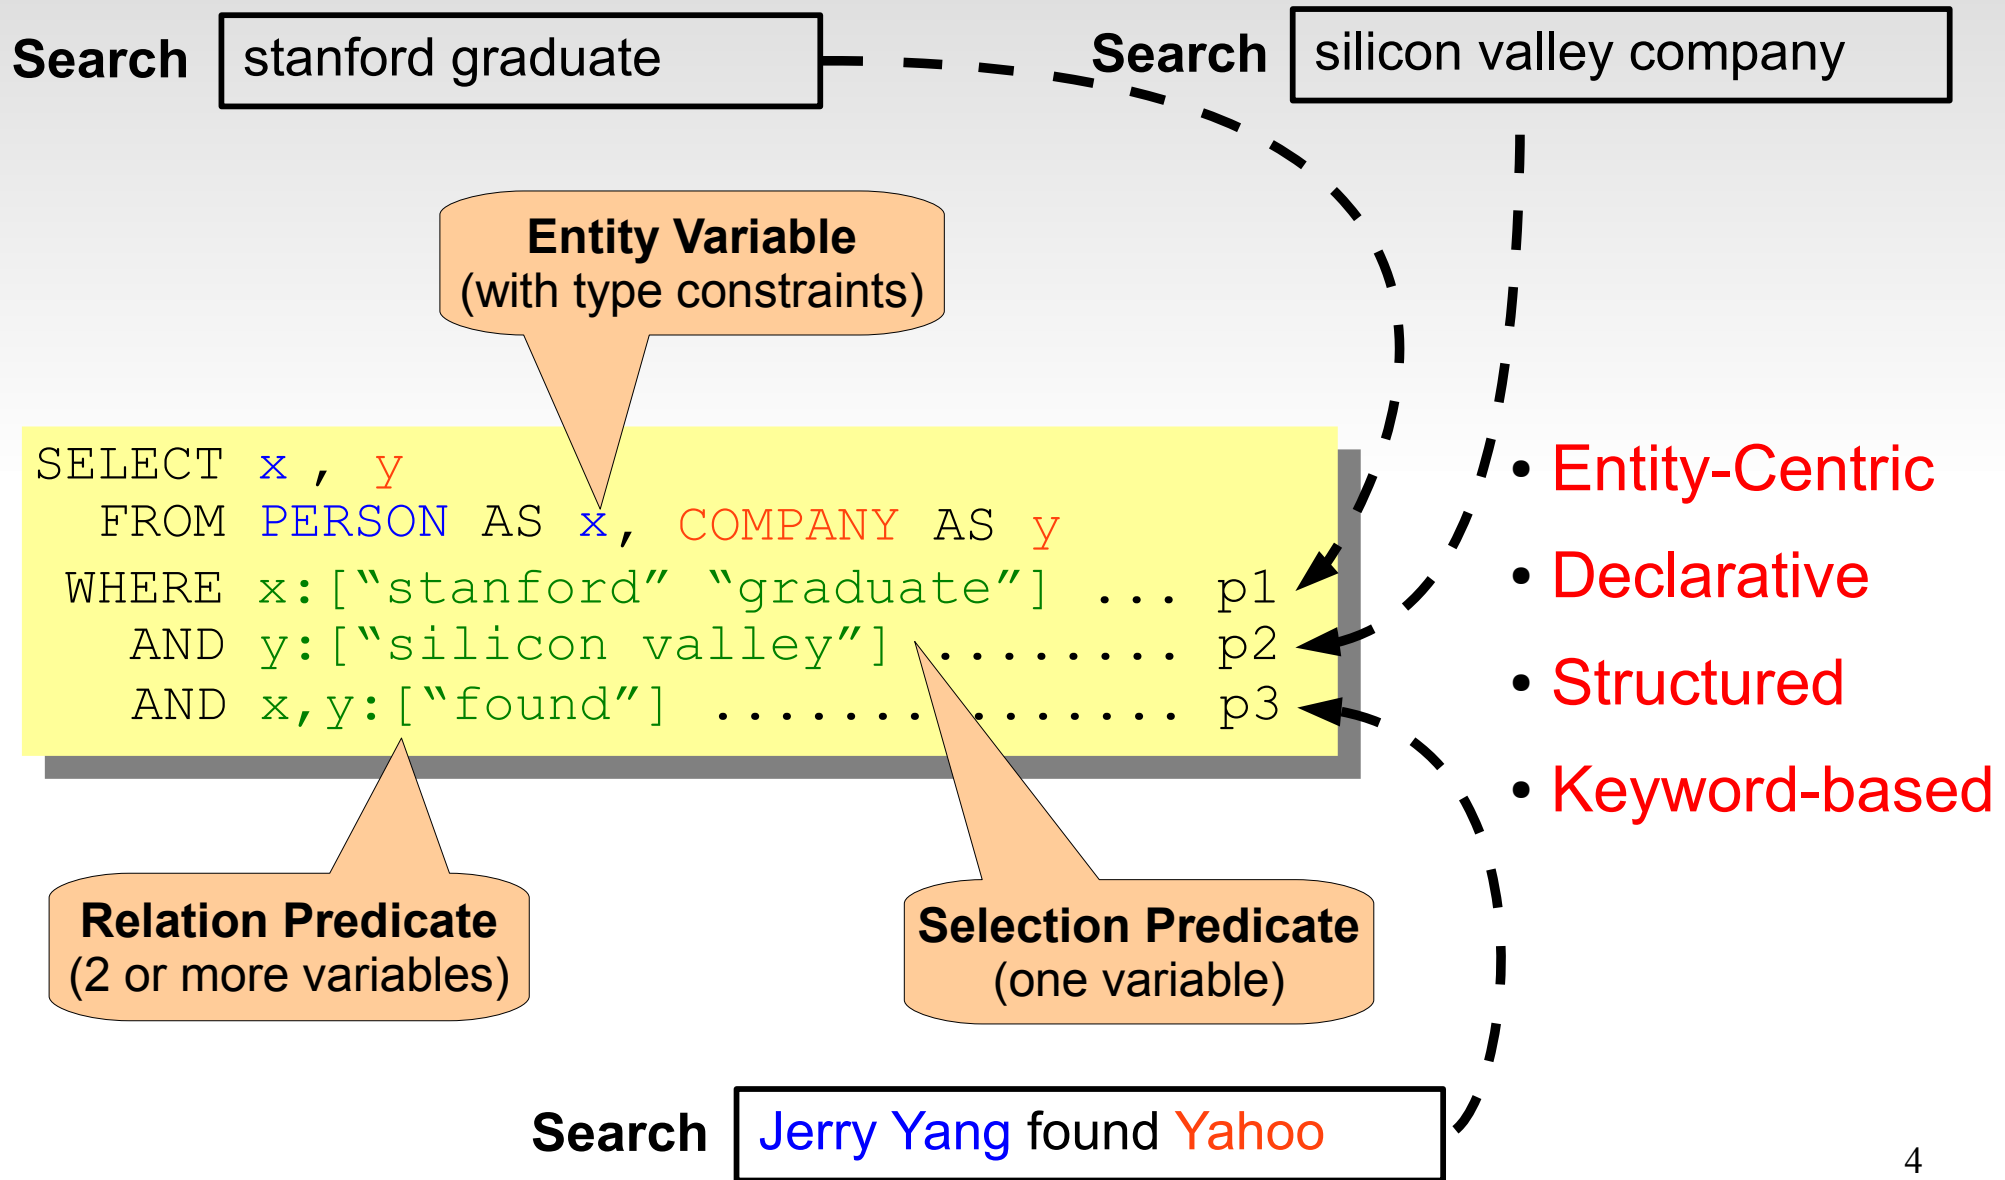 Search stanford graduate
Search silicon valley company
Entity Variable
(with type constraints)
SELECT x , y
FROM PERSON AS x, COMPANY AS y
WHERE x:[“stanford” “graduate”] ... p1
AND y:[“silicon valley”] ........ p2
AND x,y:[“found”] ............... p3
• Entity-Centric
• Declarative
• Structured
• Keyword-based
Relation Predicate
(2 or more variables)
Selection Predicate
(one variable)
Search Jerry Yang found Yahoo
4